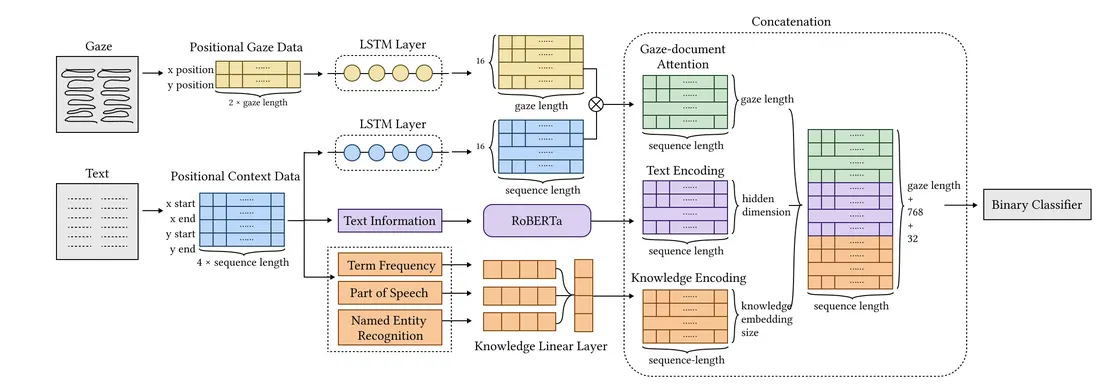 Gaze
Positional Gaze Data
x position
y position
......
......
2 × gaze length
LSTM Layer
16
......
......
......
......
gaze length
Text
Positional Context Data
x start
x end
y start
y end
......
......
......
......
4 × sequence length
LSTM Layer
16
......
......
......
......
sequence length
Text Information
RoBERTa
Term Frequency
Part of Speech
Named Entity
Recognition
Knowledge Linear Layer
Concatenation
Gaze-document
Attention
......
......
......
......
gaze length
sequence length
Text Encoding
......
......
......
......
hidden
dimension
sequence length
Knowledge Encoding
......
......
......
......
knowledge
embedding
size
sequence-length
......
......
......
......
......
......
......
......
......
......
......
......
sequence length
gaze length
+
768
+
32
Binary Classifier